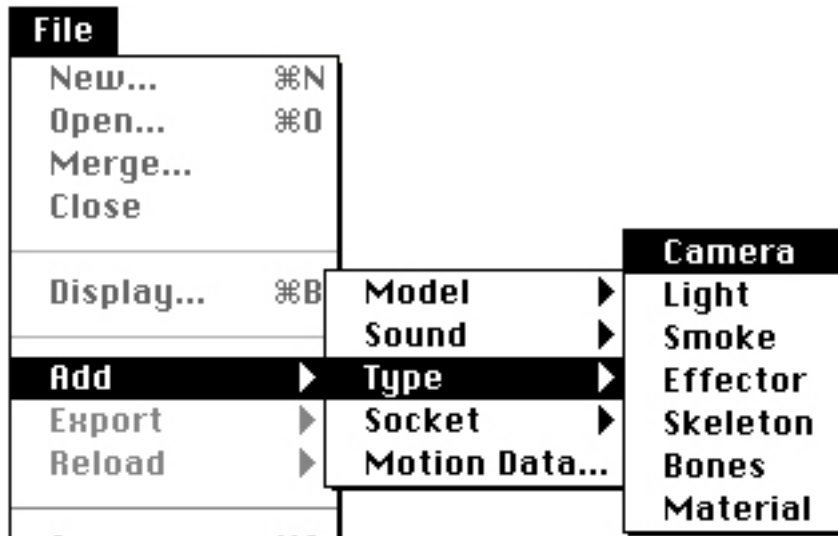 File
New... ⌘N
Open... ⌘O
Merge...
Close
Display... ⌘B
Add
Export
Reload
Model
Sound
Type
Socket
Motion Data...
Camera
Light
Smoke
Effector
Skeleton
Bones
Material